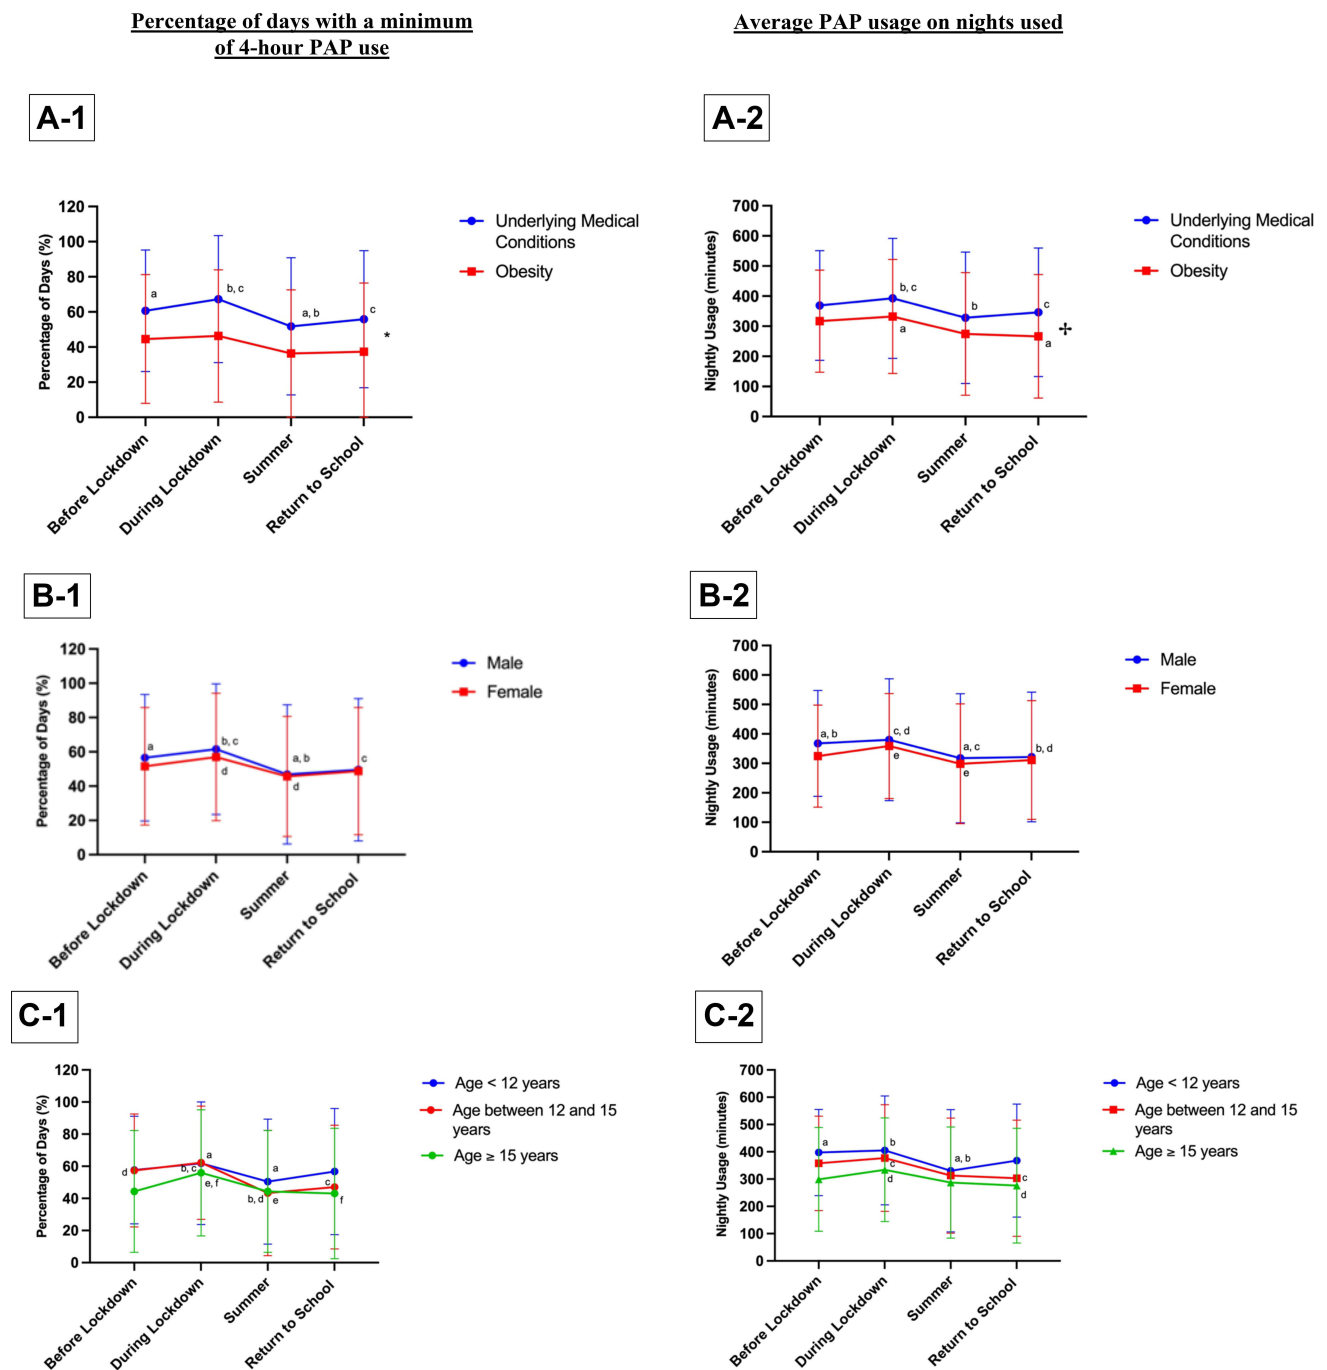 Percentage of days with a minimum
of 4-hour PAP use
Average PAP usage on nights used
A-1
120
100
80
60
40
20
0
Percentage of Days (%)
a
b, c
a, b
c
*
Before Lockdown
During Lockdown
Summer
Return to School
Underlying Medical
Conditions
Obesity
A-2
700
600
500
400
300
200
100
0
Nightly Usage (minutes)
b, c
a
b
c
a
✢
Before Lockdown
During Lockdown
Summer
Return to School
Underlying Medical
Conditions
Obesity
B-1
120
100
80
60
40
20
0
Percentage of Days (%)
a
b, c
d
a, b
d
c
Before Lockdown
During Lockdown
Summer
Return to School
Male
Female
B-2
700
600
500
400
300
200
100
0
Nightly Usage (minutes)
a, b
c, d
e
a, c
e
b, d
Before Lockdown
During Lockdown
Summer
Return to School
Male
Female
C-1
120
100
80
60
40
20
0
Percentage of Days (%)
d
a
b, c
e, f
a
b, d
e
c
f
Before Lockdown
During Lockdown
Summer
Return to School
Age < 12 years
Age between 12 and 15
years
Age ≥ 15 years
C-2
700
600
500
400
300
200
100
0
Nightly Usage (minutes)
a
b
c
d
a, b
c
d
Before Lockdown
During Lockdown
Summer
Return to School
Age < 12 years
Age between 12 and 15
years
Age ≥ 15 years